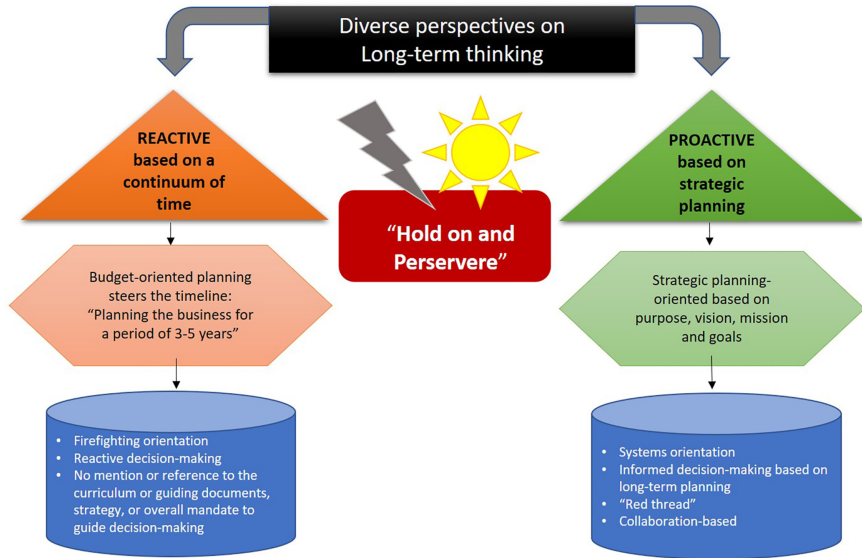 Diverse perspectives on
Long-term thinking
REACTIVE
based on a
continuum of
time
PROACTIVE
based on
strategic
planning
“Hold on and
Perservere”
Budget-oriented planning
steers the timeline:
“Planning the business for
a period of 3-5 years”
Strategic planning-
oriented based on
purpose, vision, mission
and goals
• Firefighting orientation
• Reactive decision-making
• No mention or reference to the
curriculum or guiding documents,
strategy, or overall mandate to
guide decision-making
• Systems orientation
• Informed decision-making based on
long-term planning
• “Red thread”
• Collaboration-based